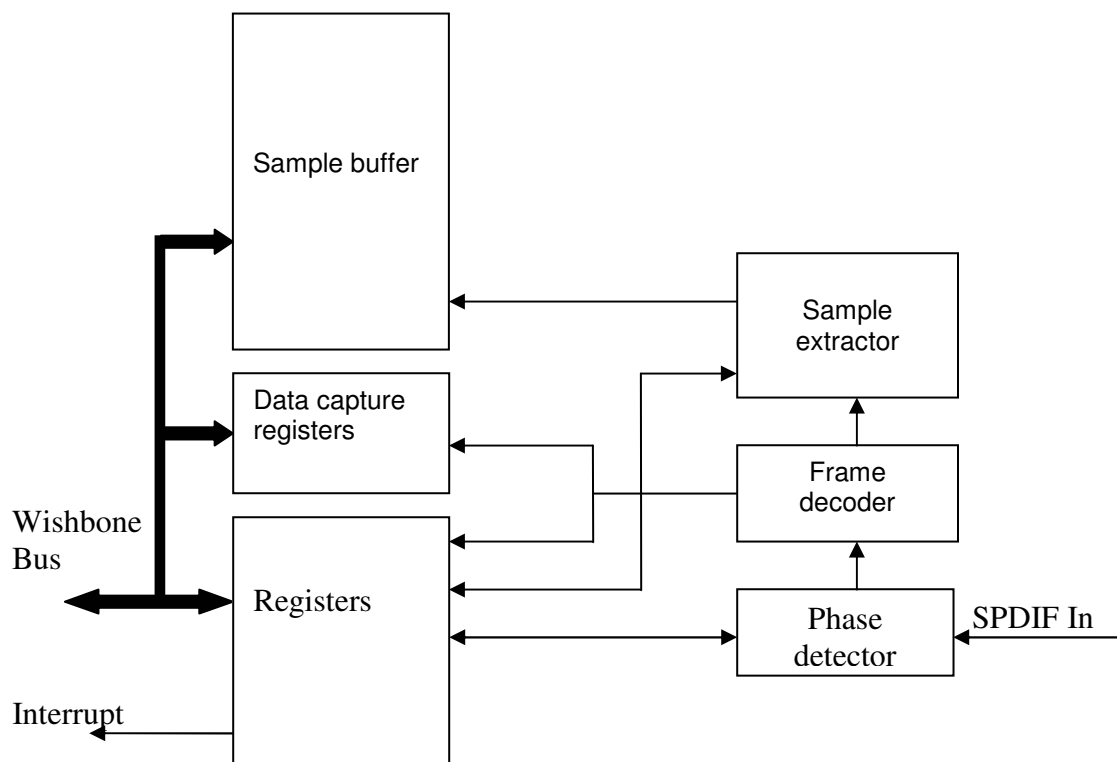 Sample buffer
Sample
extractor
Data capture
registers
Frame
decoder
Wishbone
Bus
Registers
Phase
detector
SPDIF In
Interrupt